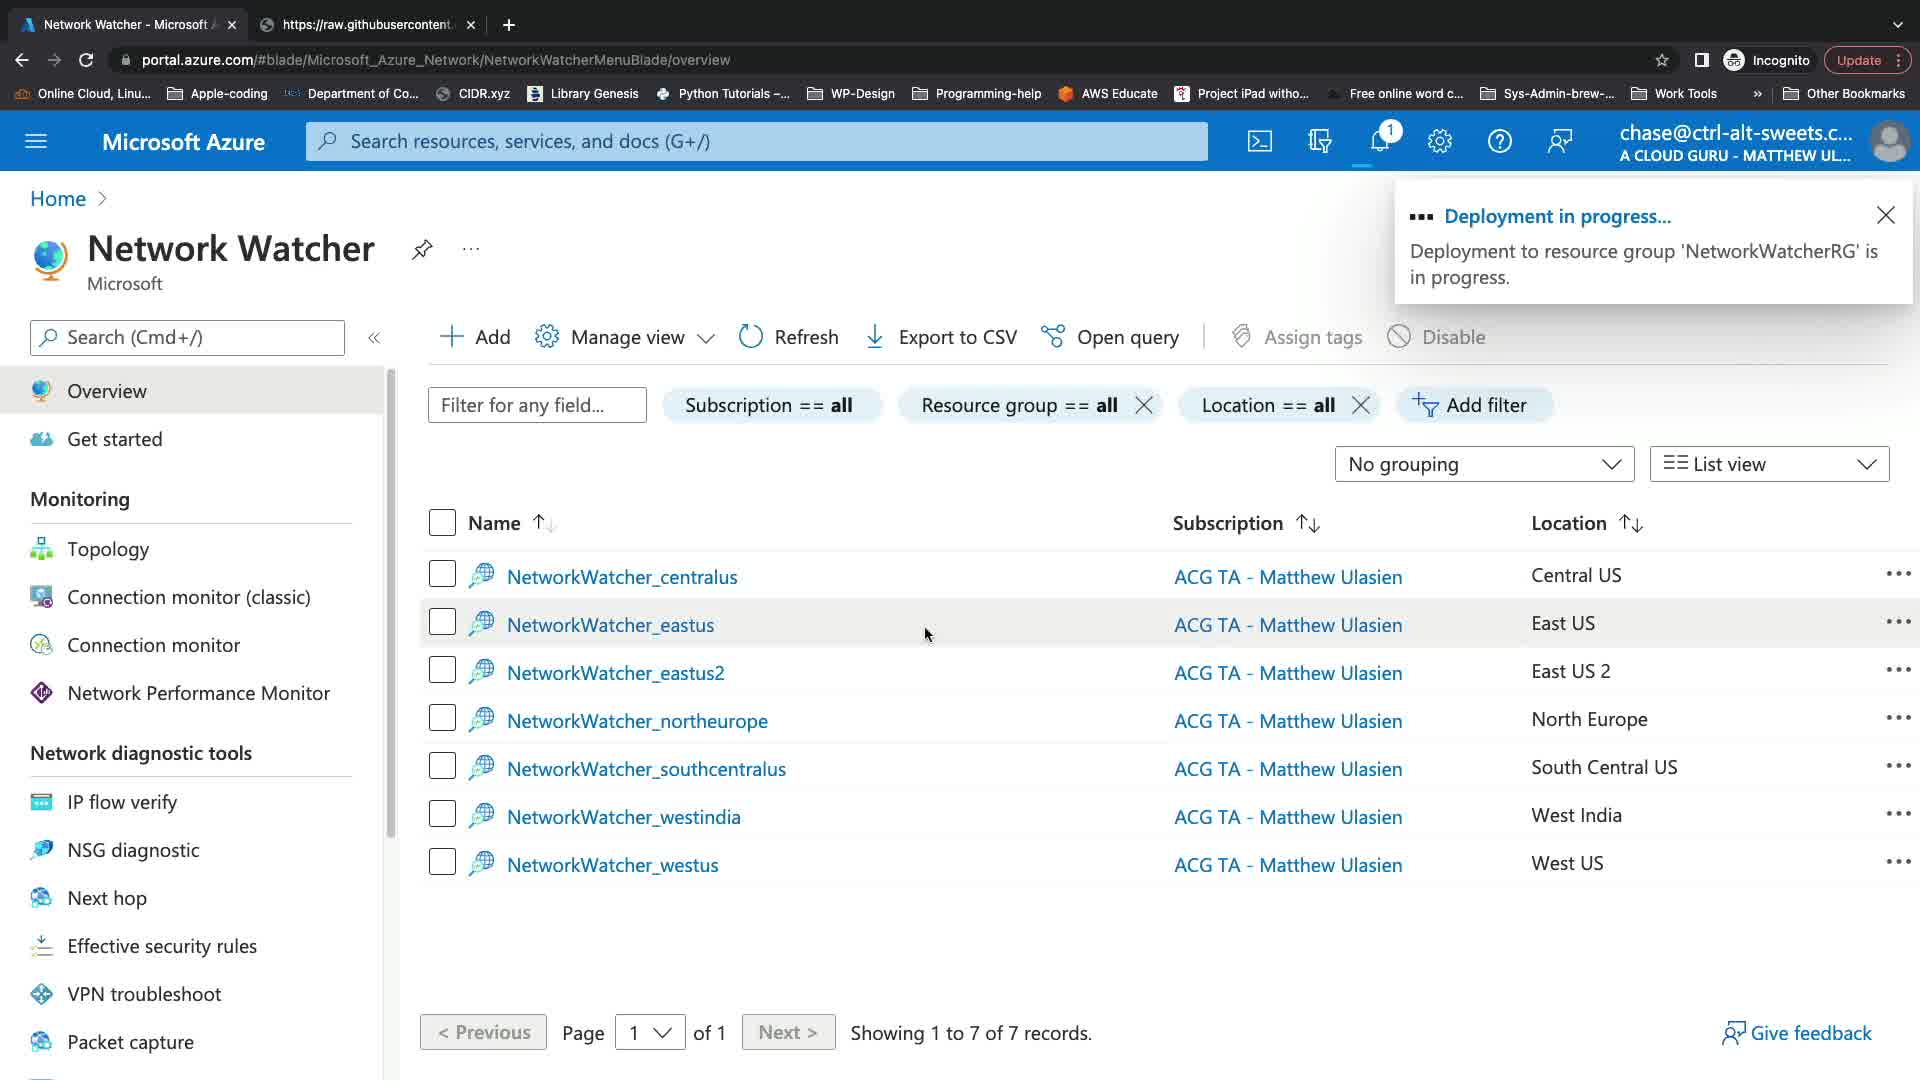 Network Watcher - Microsoft A
https://raw.githubusercontent.
portal.azure.com/#blade/Microsoft_Azure_Network/NetworkWatcherMenuBlade/overview
Incognito
Update
Online Cloud, Linu...
Apple-coding
Department of Co...
CIDR.xyz
Library Genesis
Python Tutorials –...
WP-Design
Programming-help
AWS Educate
Project iPad witho...
Free online word c...
Sys-Admin-brew-...
Work Tools
»
Other Bookmarks
Microsoft Azure
Search resources, services, and docs (G+/)
1
chase@ctrl-alt-sweets.c...
A CLOUD GURU - MATTHEW UL...
Home >
Network Watcher
...
Microsoft
Deployment in progress...
Deployment to resource group 'NetworkWatcherRG' is
in progress.
Search (Cmd+/)
«
Add
Manage view
Refresh
Export to CSV
Open query
Assign tags
Disable
Filter for any field...
Subscription == all
Resource group == all
Location == all
Add filter
No grouping
List view
Overview
Get started
Monitoring
Topology
Connection monitor (classic)
Connection monitor
Network Performance Monitor
Network diagnostic tools
IP flow verify
NSG diagnostic
Next hop
Effective security rules
VPN troubleshoot
Packet capture
Name
Subscription
Location
NetworkWatcher_centralus ACG TA - Matthew Ulasien Central US
NetworkWatcher_eastus ACG TA - Matthew Ulasien East US
NetworkWatcher_eastus2 ACG TA - Matthew Ulasien East US 2
NetworkWatcher_northeurope ACG TA - Matthew Ulasien North Europe
NetworkWatcher_southcentralus ACG TA - Matthew Ulasien South Central US
NetworkWatcher_westindia ACG TA - Matthew Ulasien West India
NetworkWatcher_westus ACG TA - Matthew Ulasien West US
< Previous Page 1 of 1 Next > Showing 1 to 7 of 7 records.
Give feedback